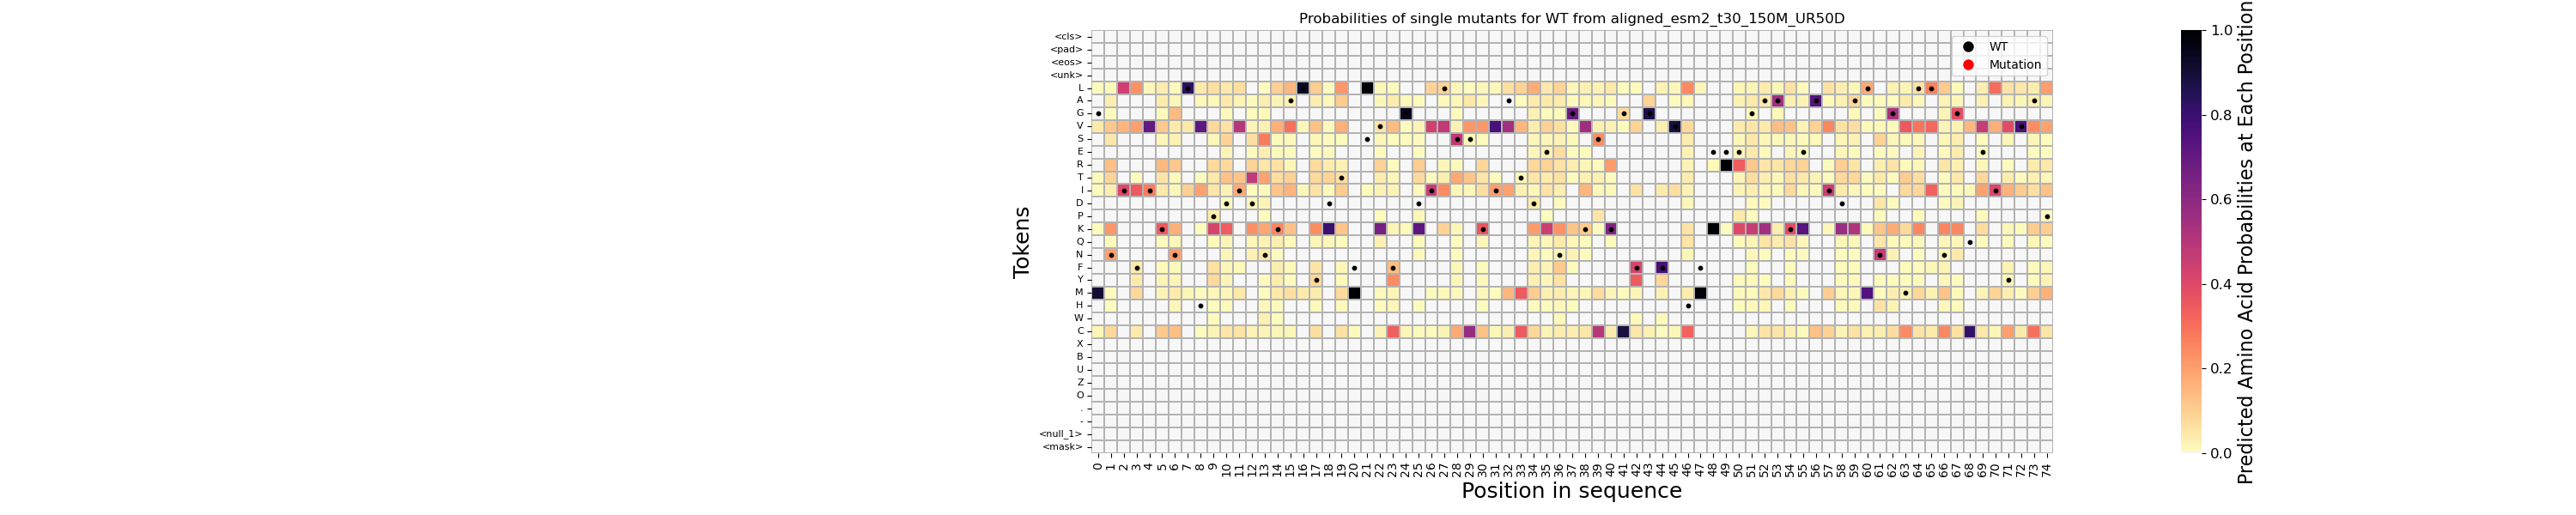 Probabilities of single mutants for WT from aligned_esm2_t30_150M_UR50D
WT
Mutation
Tokens
<cls>
<pad>
<eos>
<unk>
L
A
G
V
S
E
R
T
I
D
P
K
Q
N
F
Y
M
H
W
C
X
B
U
Z
O
.
-
<null_1>
<mask>
0 1 2 3 4 5 6 7 8 9 10 11 12 13 14 15 16 17 18 19 20 21 22 23 24 25 26 27 28 29 30 31 32 33 34 35 36 37 38 39 40 41 42 43 44 45 46 47 48 49 50 51 52 53 54 55 56 57 58 59 60 61 62 63 64 65 66 67 68 69 70 71 72 73 74
Position in sequence
1.0
0.8
0.6
0.4
0.2
0.0
Predicted Amino Acid Probabilities at Each Position